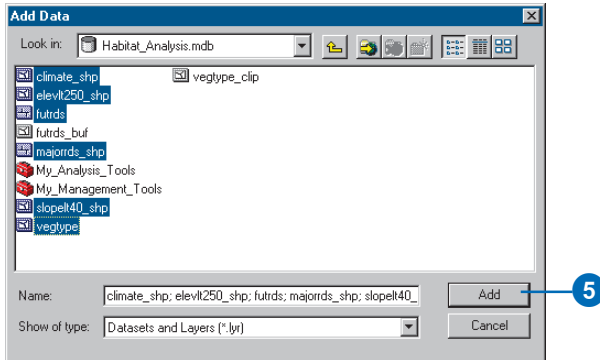 Add Data
Look in: Habitat_Analysis.mdb
climate_shp
elevlt250_shp
futrds
futrds_buf
majorrds_shp
My_Analysis_Tools
My_Management_Tools
slopelt40_shp
vegtype
vegtype_clip
Name: climate_shp; elevlt250_shp; futrds; majorrds_shp; slopelt40_ Add
5
Show of type: Datasets and Layers (*.lyr) Cancel